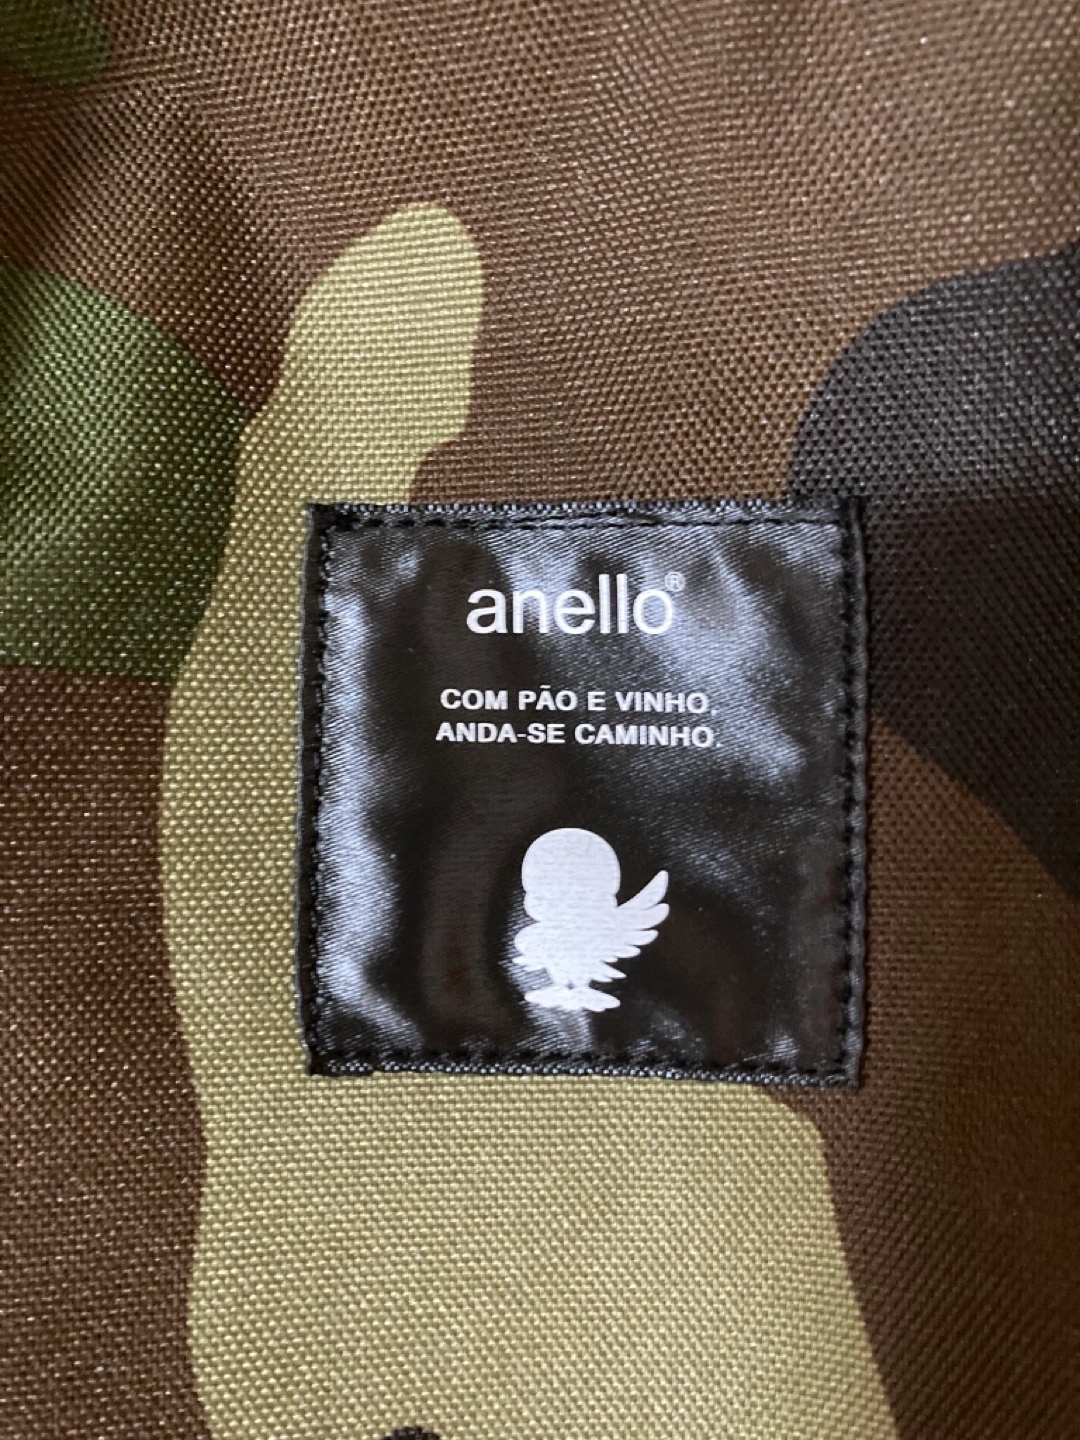 anello®
COM PÃO E VINHO,
ANDA-SE CAMINHO.